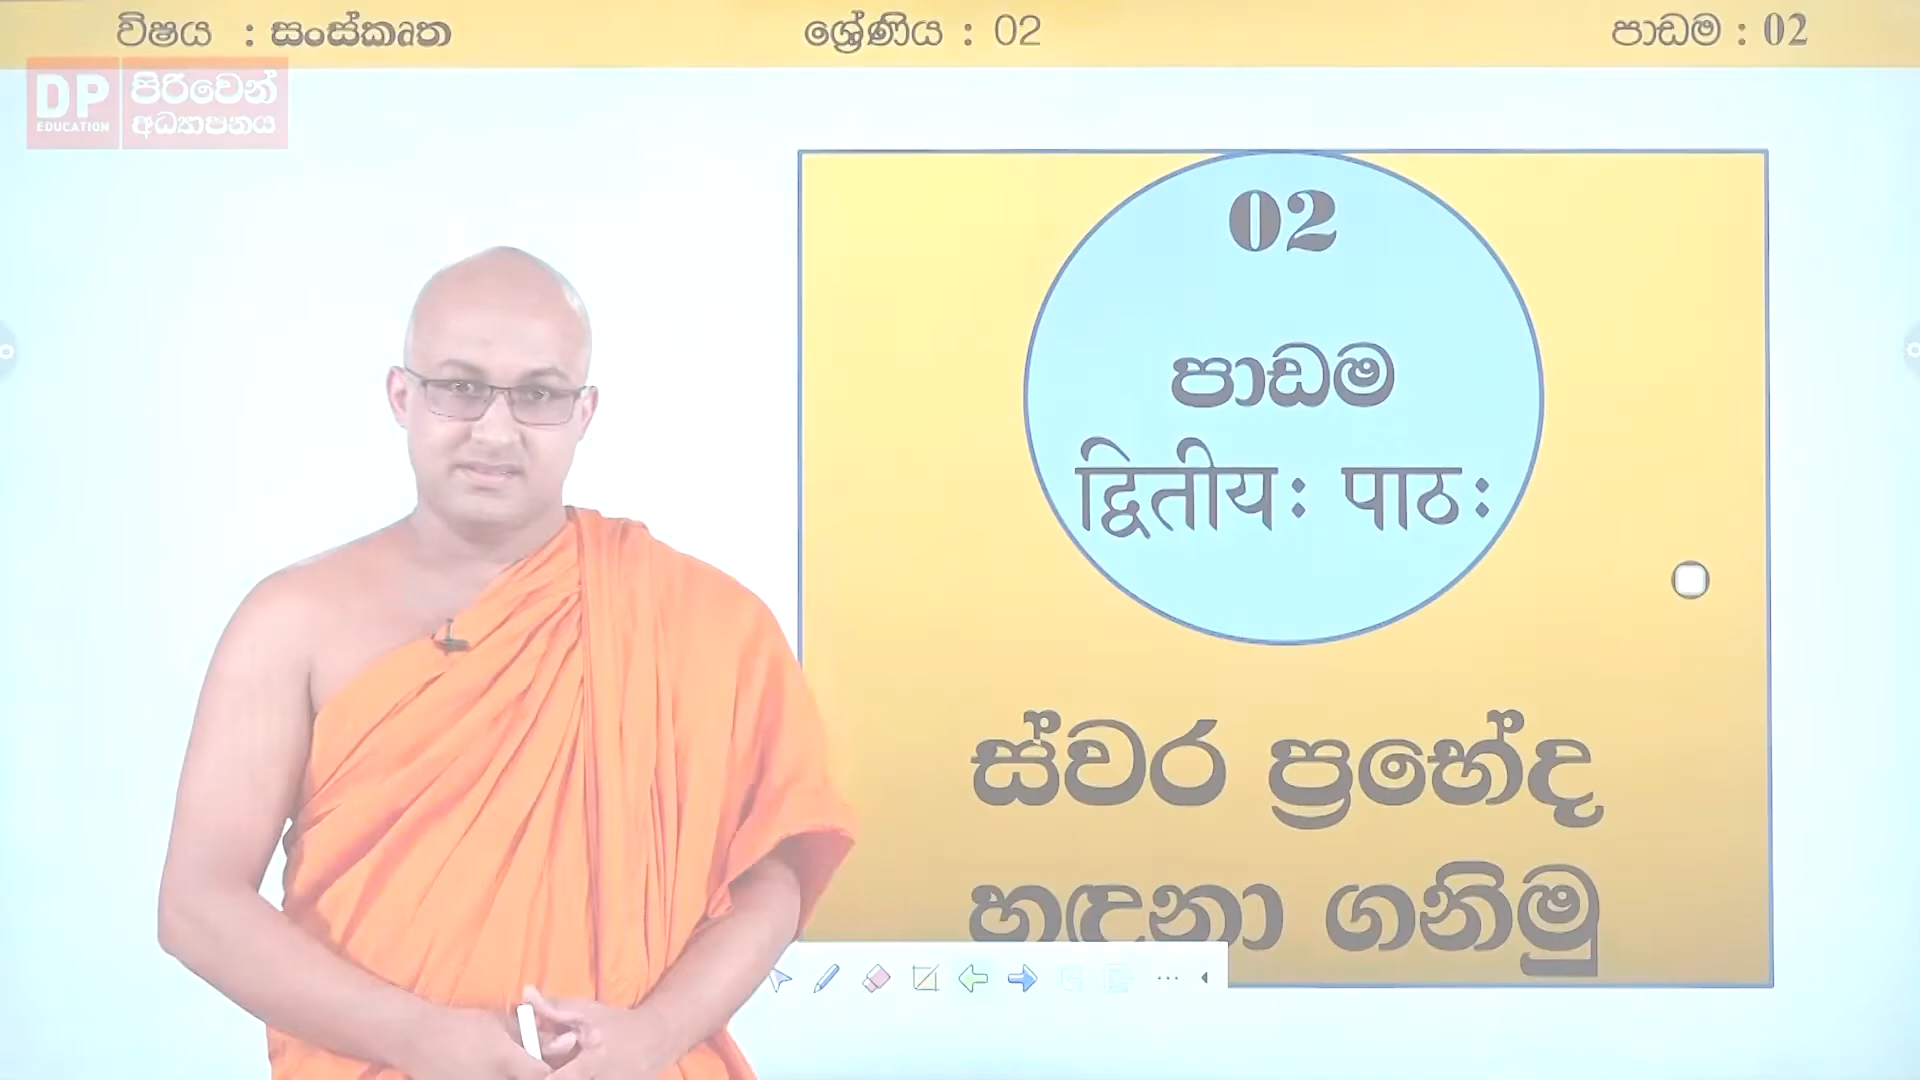 විෂය : සංස්කෘත
ශ්‍රේණිය : 02
පාඩම : 02
DP
EDUCATION
පිරිවෙන්
අධ්‍යාපනය
02
පාඩම
द्वितीयः पाठः
ස්වර ප්‍රභේද
හඳුනා ගනිමු